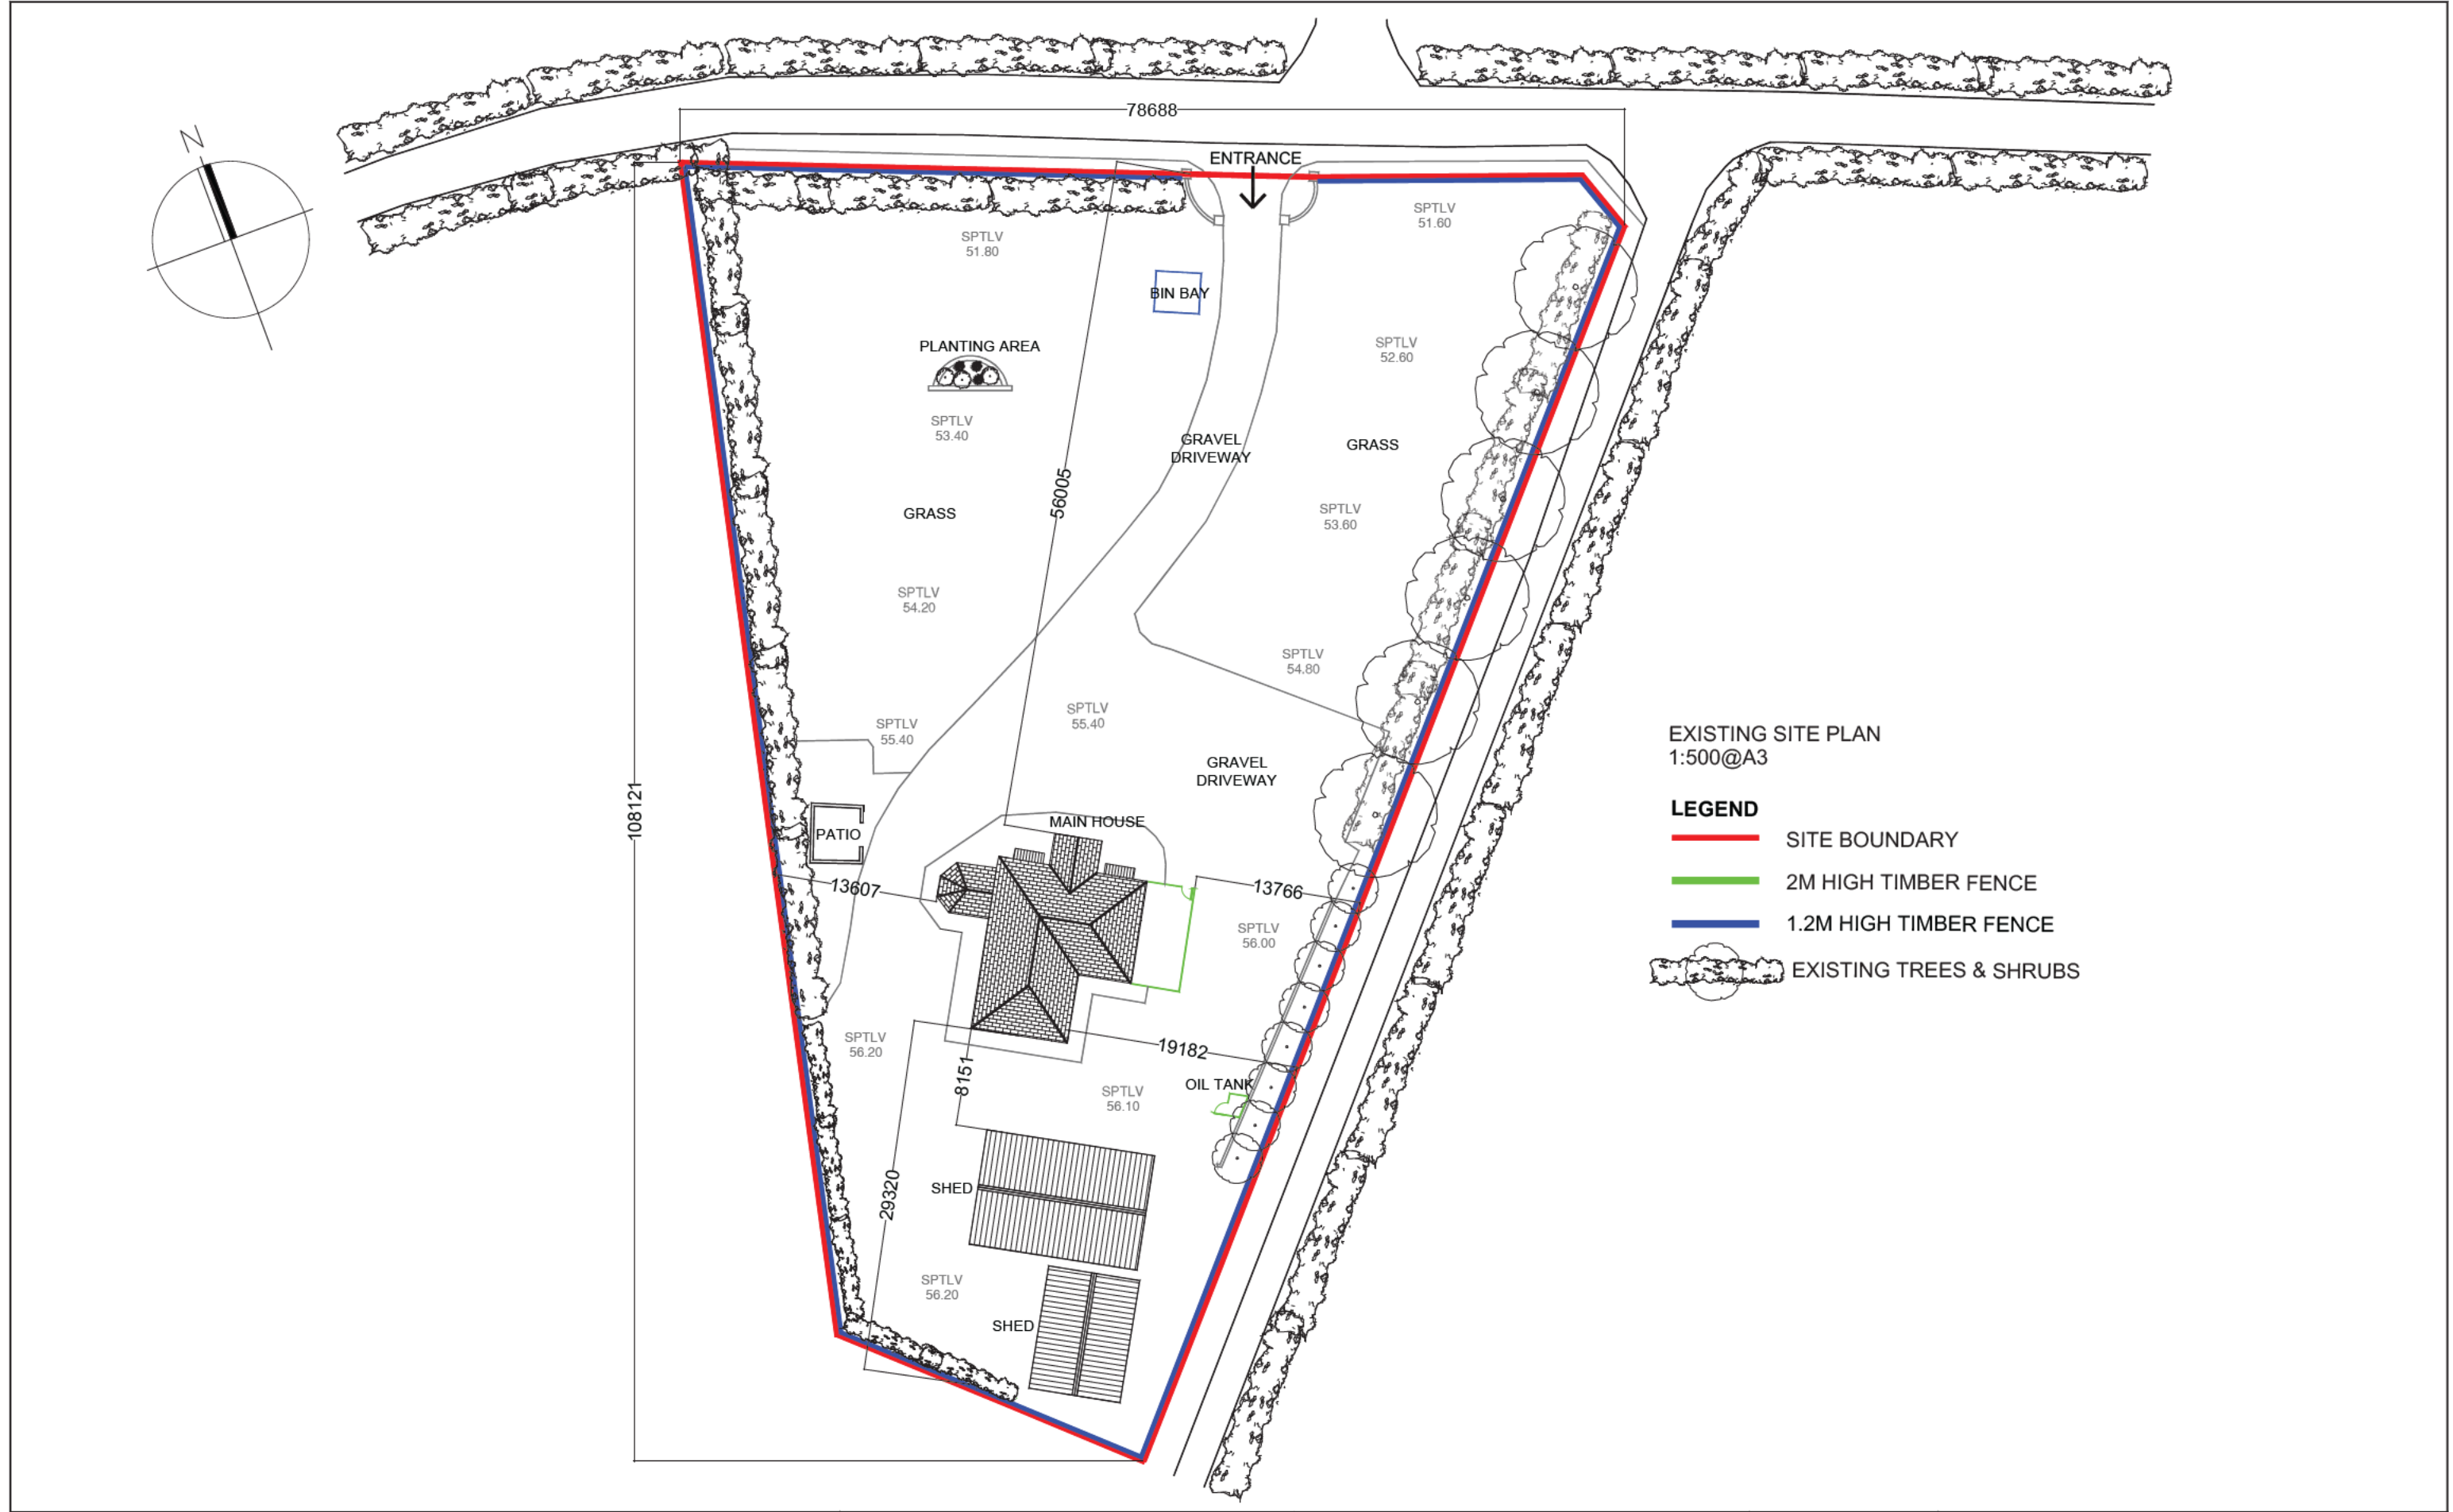 N
78688
ENTRANCE
SPTLV
51.60
SPTLV
51.80
BIN BAY
PLANTING AREA
SPTLV
52.60
SPTLV
53.40
GRAVEL
DRIVEWAY
GRASS
56005
GRASS
SPTLV
53.60
SPTLV
54.20
SPTLV
54.80
SPTLV
55.40
SPTLV
55.40
GRAVEL
DRIVEWAY
108121
PATIO
MAIN HOUSE
13607
13766
SPTLV
56.00
SPTLV
56.20
19182
8151
OIL TANK
SPTLV
56.10
SHED
29320
SPTLV
56.20
SHED
EXISTING SITE PLAN
1:500@A3
LEGEND
SITE BOUNDARY
2M HIGH TIMBER FENCE
1.2M HIGH TIMBER FENCE
EXISTING TREES & SHRUBS